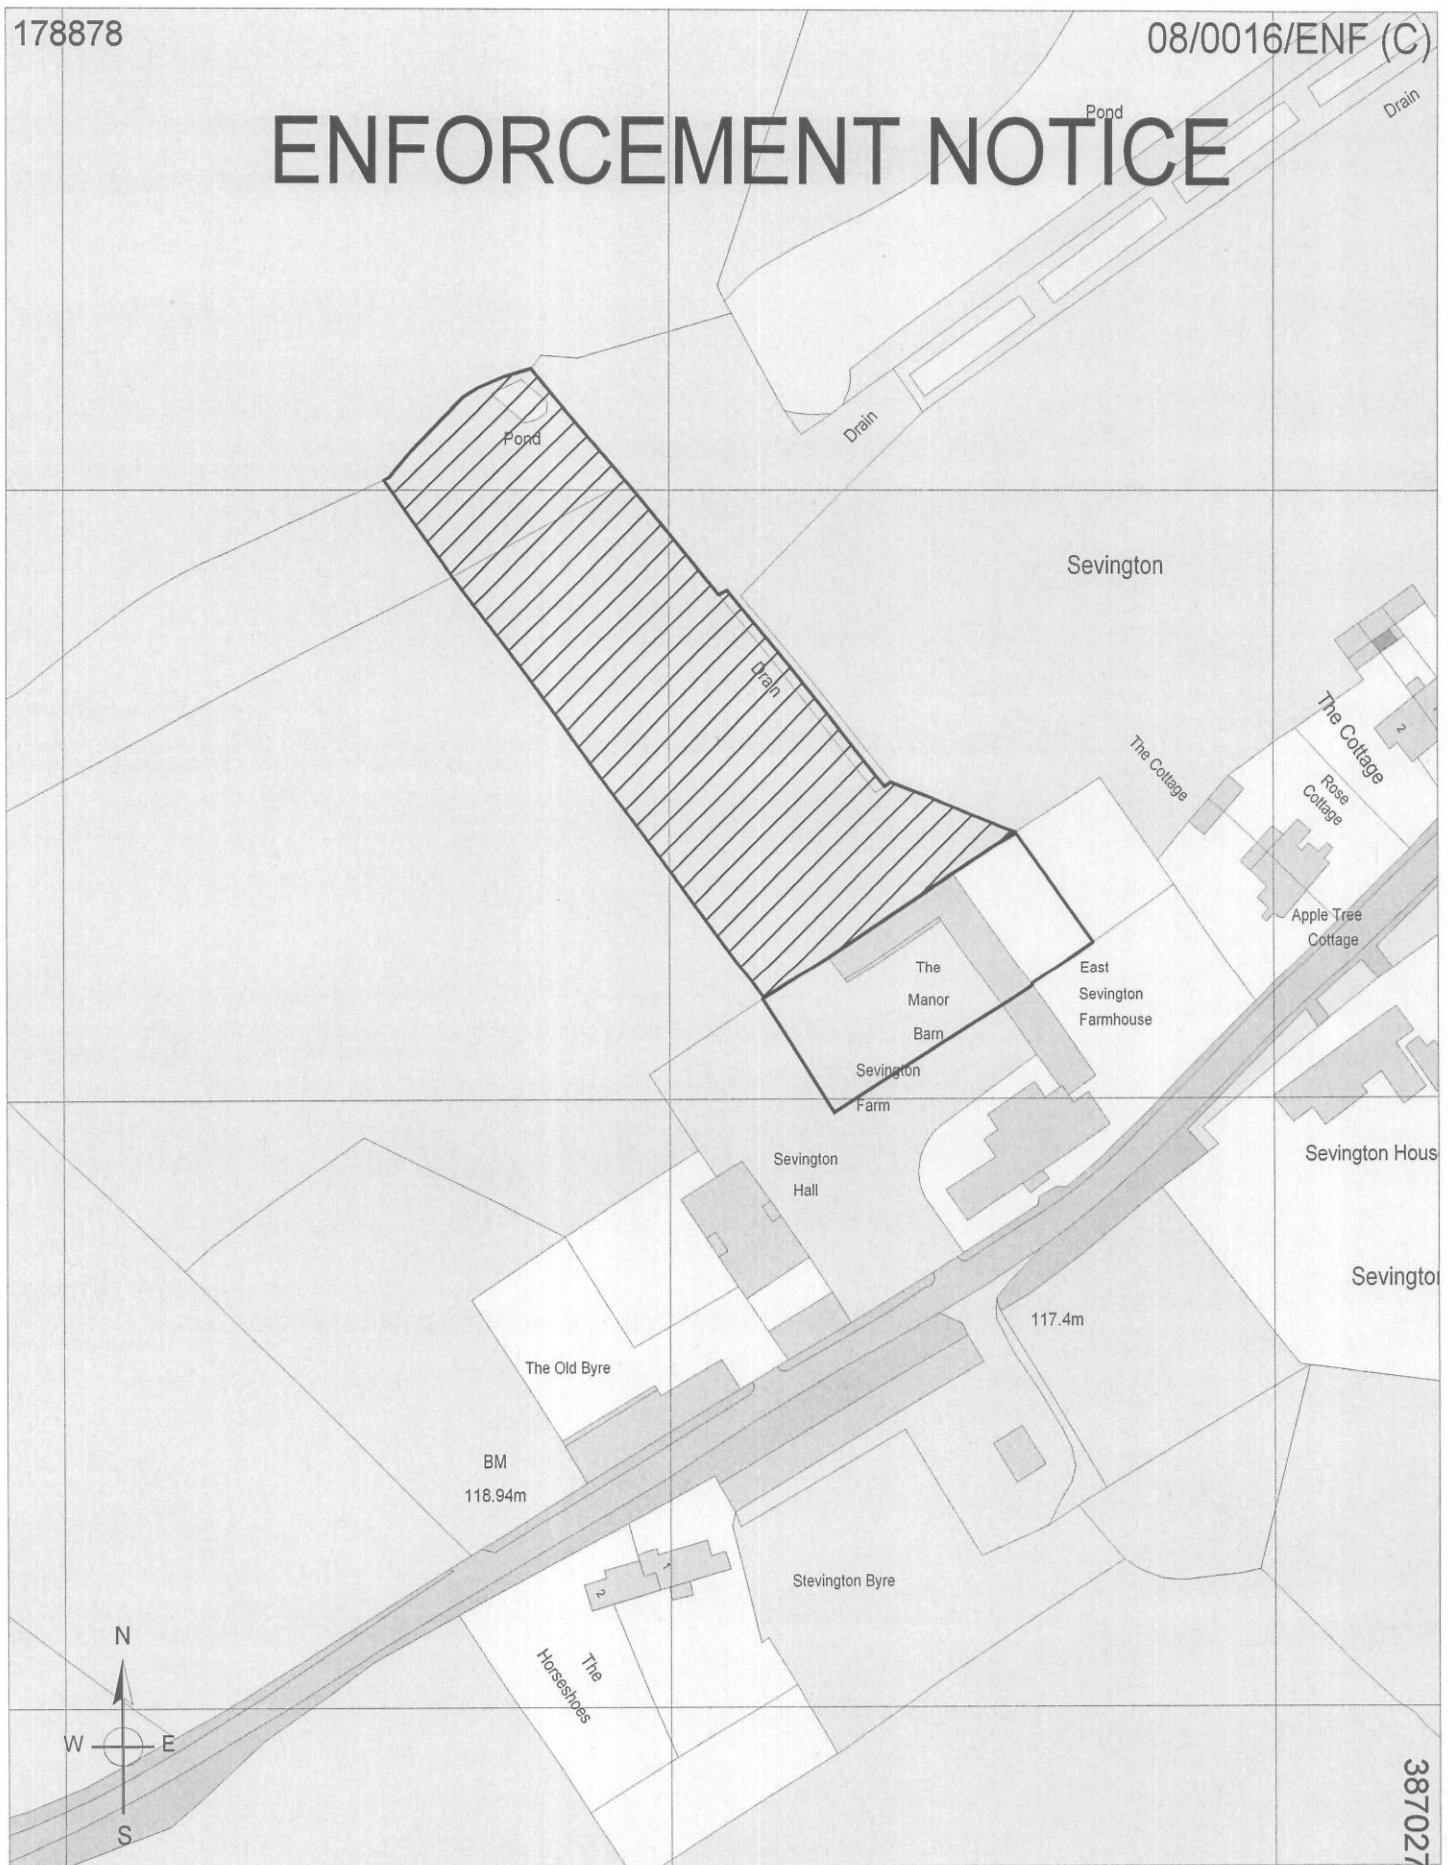 178878
08/0016/ENF (C)
ENFORCEMENT NOTICE
Pond
Drain
Drain
Pond
Sevington
Drain
The Cottage
The Cottage
2
Rose
Cottage
Apple Tree
Cottage
The
Manor
Barn
East
Sevington
Farmhouse
Sevington
Farm
Sevington
Hall
Sevington Hous
Sevingto
117.4m
The Old Byre
BM
118.94m
1
2
Stevington Byre
The
Horseshoes
N
W
E
S
387027